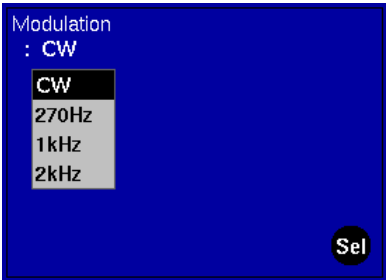 Modulation
: CW
CW
270Hz
1kHz
2kHz
Sel